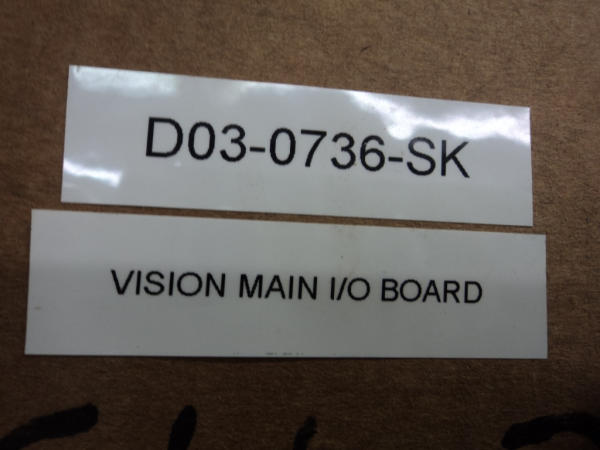 D03-0736-SK
VISION MAIN I/O BOARD